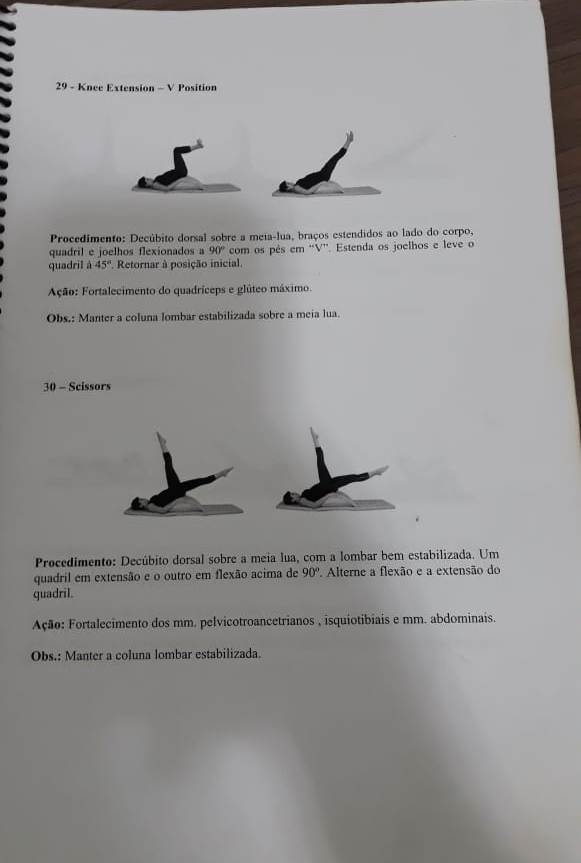 29 - Knee Extension – V Position
Procedimento: Decúbito dorsal sobre a meia-lua, braços estendidos ao lado do corpo,
quadril e joelhos flexionados a 90º com os pés em “V”. Estenda os joelhos e leve o
quadril à 45º. Retornar à posição inicial.
Ação: Fortalecimento do quadríceps e glúteo máximo.
Obs.: Manter a coluna lombar estabilizada sobre a meia lua.
30 – Scissors
Procedimento: Decúbito dorsal sobre a meia lua, com a lombar bem estabilizada. Um
quadril em extensão e o outro em flexão acima de 90º. Alterne a flexão e a extensão do
quadril.
Ação: Fortalecimento dos mm. pelvicotroancetrianos , isquiotibiais e mm. abdominais.
Obs.: Manter a coluna lombar estabilizada.